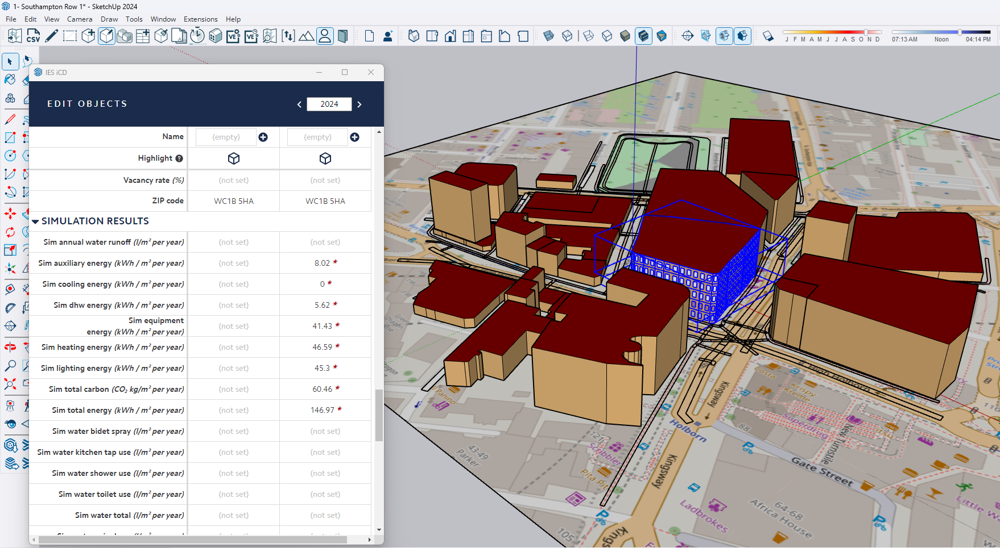 1- Southampton Row 1* - SketchUp 2024
File Edit View Camera Draw Tools Window Extensions Help
CSV
VE
VE
J F M A M J J A S O N D
07:13 AM Noon 04:14 PM
IES iCD
EDIT OBJECTS
2024
Name (empty) (empty)
Highlight
Vacancy rate (%) (not set) (not set)
ZIP code WC1B 5HA WC1B 5HA
SIMULATION RESULTS
Sim annual water runoff (l/m² per year) (not set) (not set)
Sim auxiliary energy (kWh / m² per year) (not set) 8.02 *
Sim cooling energy (kWh / m² per year) (not set) 0 *
Sim dhw energy (kWh / m² per year) (not set) 5.62 *
Sim equipment
energy (kWh / m² per year) (not set) 41.43 *
Sim heating energy (kWh / m² per year) (not set) 46.59 *
Sim lighting energy (kWh / m² per year) (not set) 45.3 *
Sim total carbon (CO₂ kg/m² per year) (not set) 60.46 *
Sim total energy (kWh / m² per year) (not set) 146.97 *
Sim water bidet spray (l/m² per year) (not set) (not set)
Sim water kitchen tap use (l/m² per year) (not set) (not set)
Sim water shower use (l/m² per year) (not set) (not set)
Sim water toilet use (l/m² per year) (not set) (not set)
Sim water total (l/m² per year) (not set) (not set)
High Holborn
Costa
Krispy
Kreme
Kingsway
Superdrug
New Turnstile
Holborn
88
121
Scribbler
43-49
Parker
Pita Pit
Kingsway
Gate Street
Ladbrokes
64-68
Africa House
Little
105
Kingsway